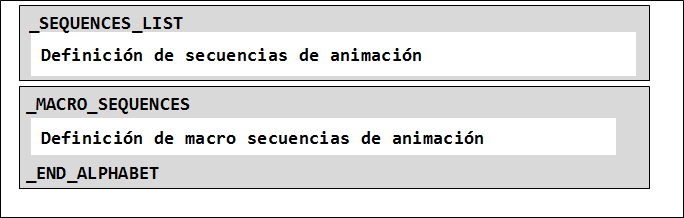 _SEQUENCES_LIST
Definición de secuencias de animación
_MACRO_SEQUENCES
Definición de macro secuencias de animación
_END_ALPHABET